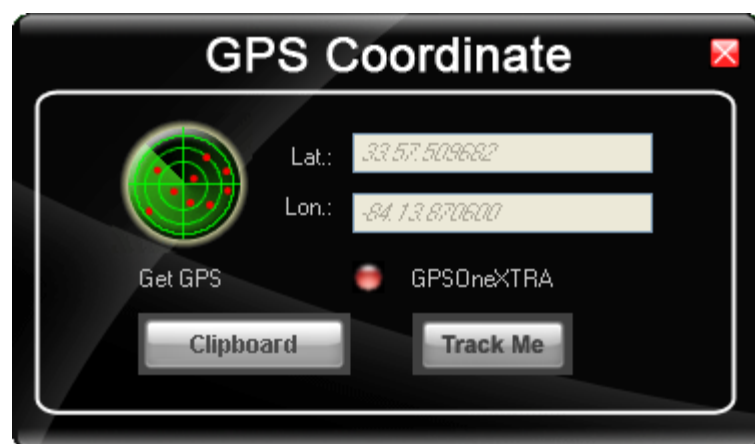 GPS Coordinate
Lat.: 33.57.509682
Lon.: -84.13.870600
Get GPS
GPSOneXTRA
Clipboard
Track Me